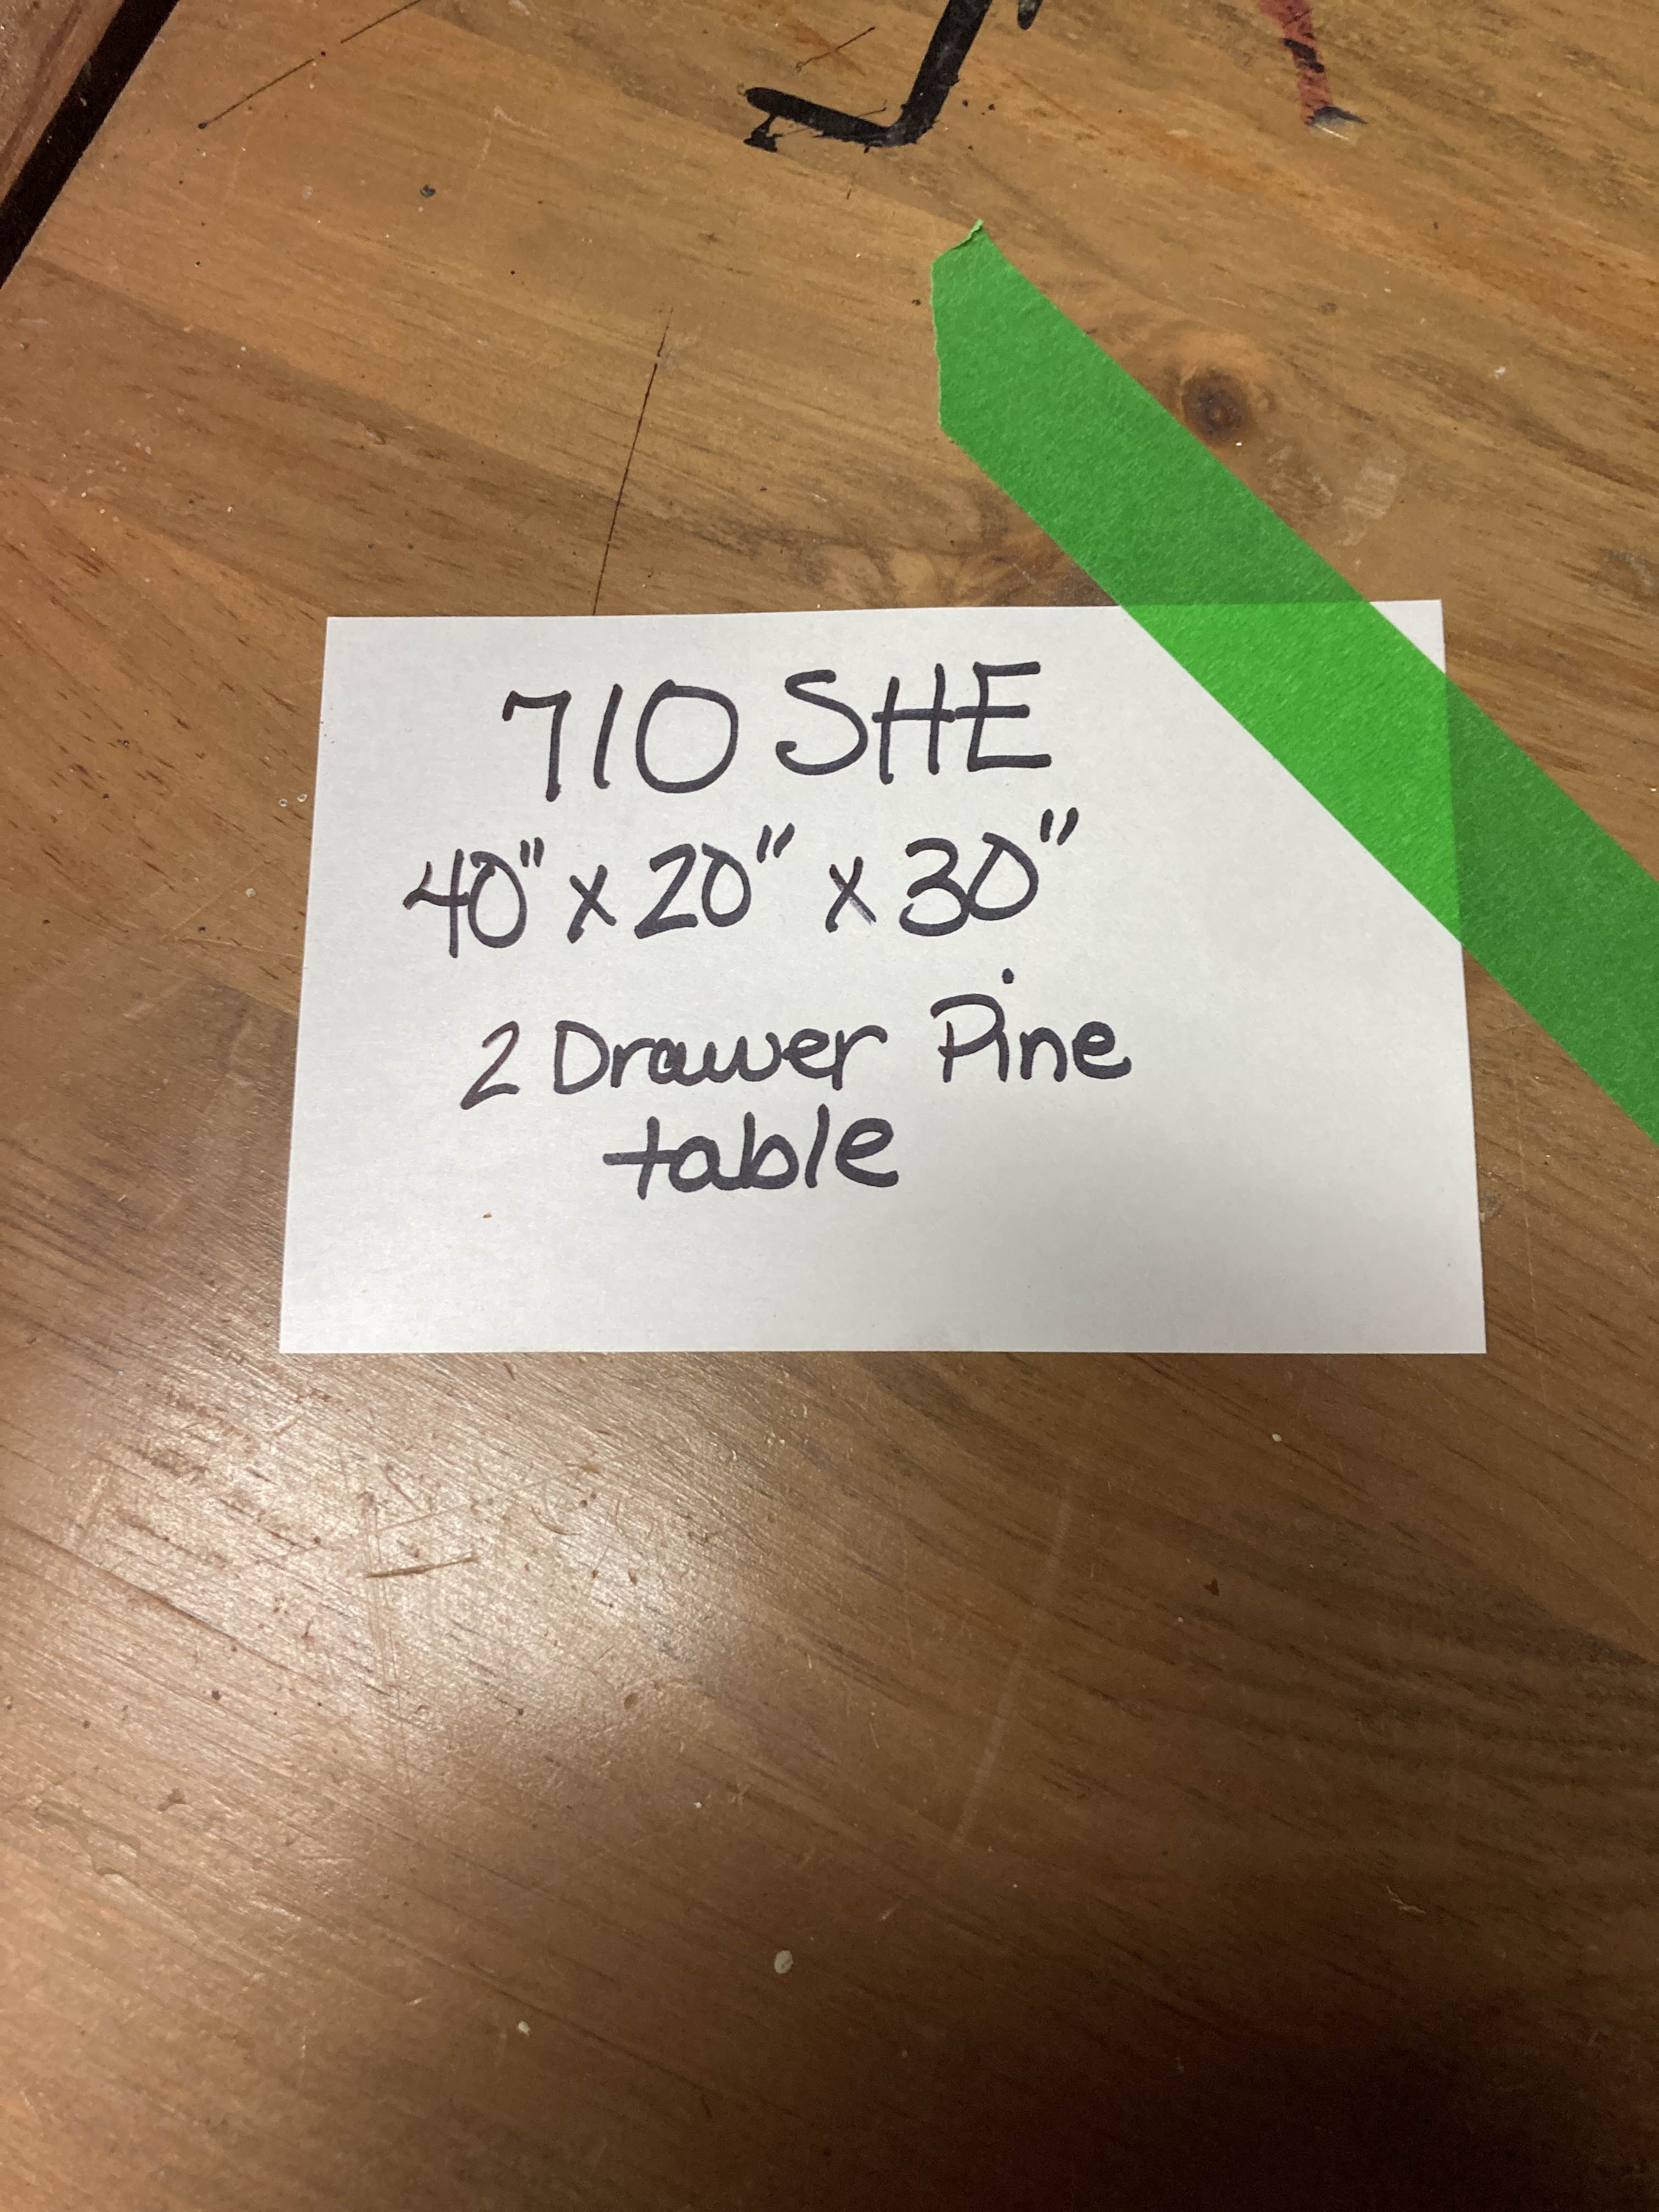 710 SHE
40" x 20" x 30"
2 Drawer Pine
table